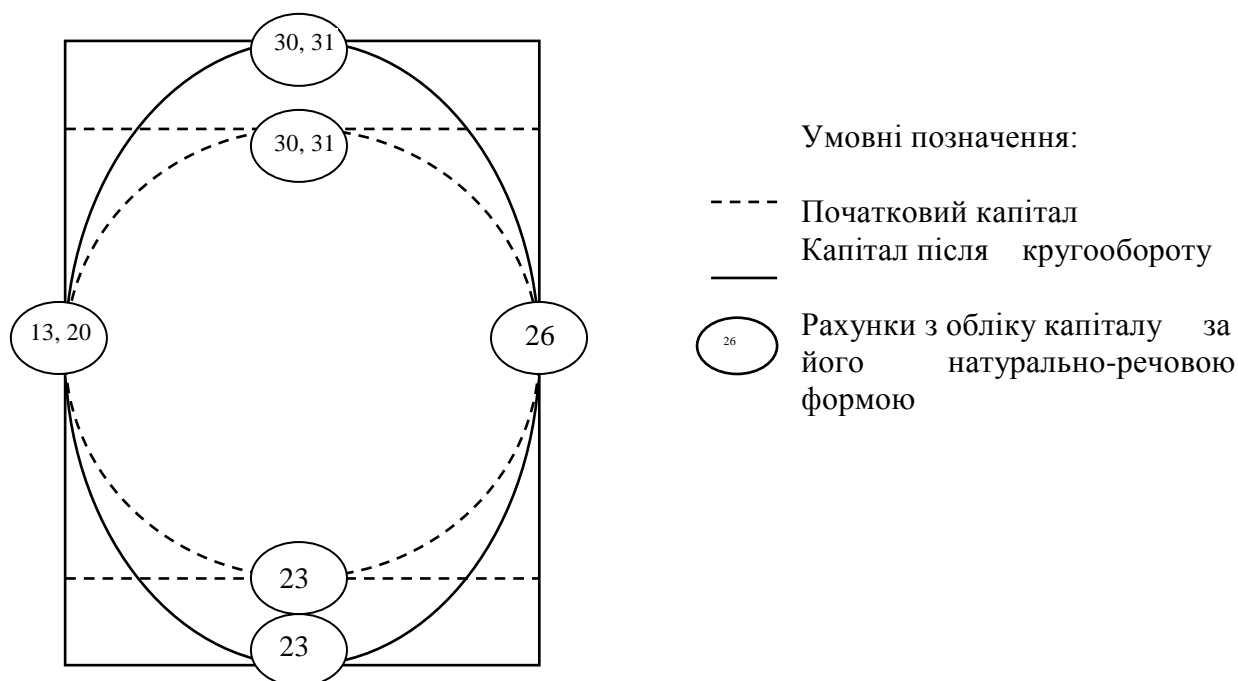 30, 31
30, 31
Умовні позначення:
Початковий капітал
Капітал після кругообороту
13, 20
26
26
Рахунки з обліку капіталу за
його натурально-речовою
формою
23
23